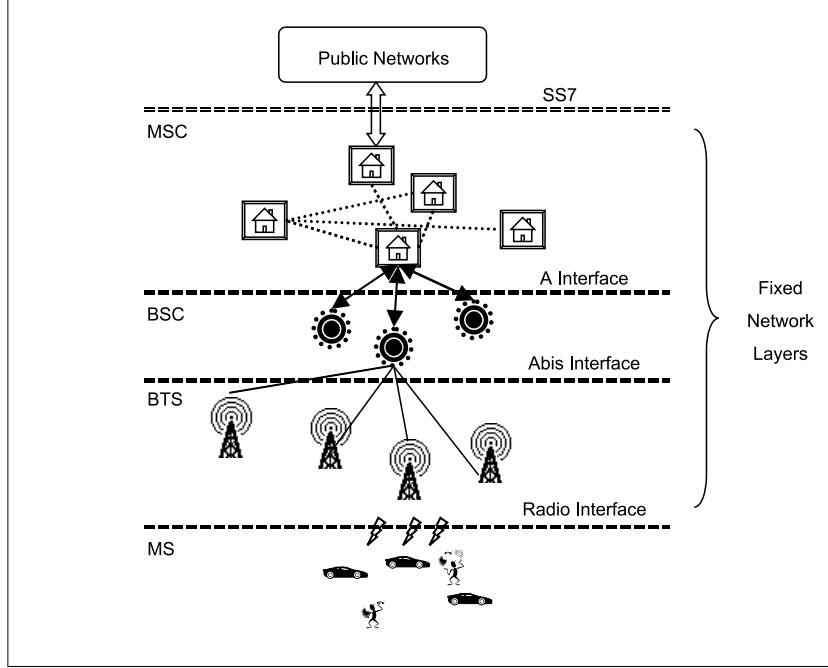 Public Networks
SS7
MSC
A Interface
BSC
Fixed
Network
Layers
Abis Interface
BTS
Radio Interface
MS